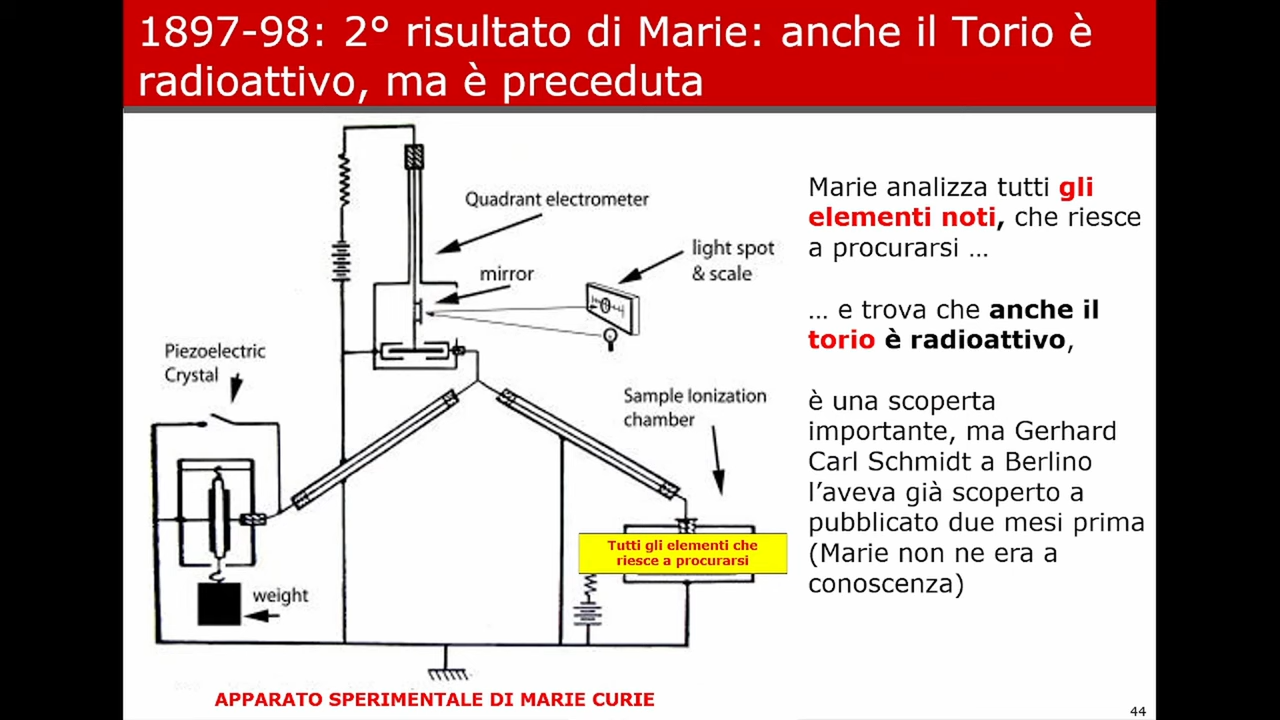 1897-98: 2° risultato di Marie: anche il Torio è
radioattivo, ma è preceduta
Quadrant electrometer
mirror
light spot
& scale
Piezoelectric
Crystal
Sample Ionization
chamber
Tutti gli elementi che
riesce a procurarsi
weight
APPARATO SPERIMENTALE DI MARIE CURIE
Marie analizza tutti gli
elementi noti, che riesce
a procurarsi …
… e trova che anche il
torio è radioattivo,
è una scoperta
importante, ma Gerhard
Carl Schmidt a Berlino
l’aveva già scoperto a
pubblicato due mesi prima
(Marie non ne era a
conoscenza)
44